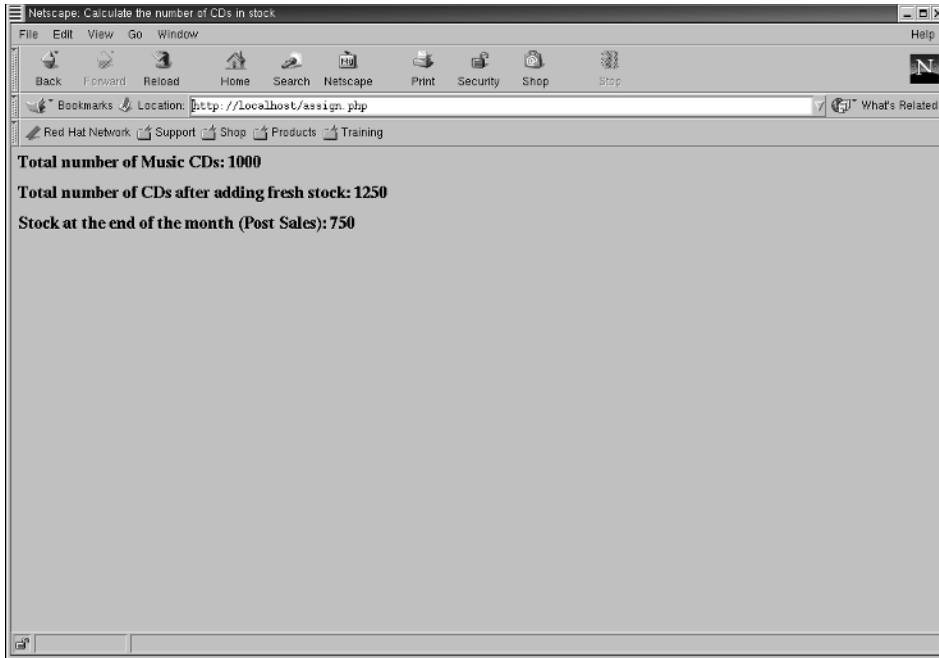 Netscape: Calculate the number of CDs in stock
File Edit View Go Window Help
Back Forward Reload Home Search Netscape Print Security Shop Stop
N
Bookmarks Location: http://localhost/assign.php What's Related
Red Hat Network Support Shop Products Training
Total number of Music CDs: 1000
Total number of CDs after adding fresh stock: 1250
Stock at the end of the month (Post Sales): 750